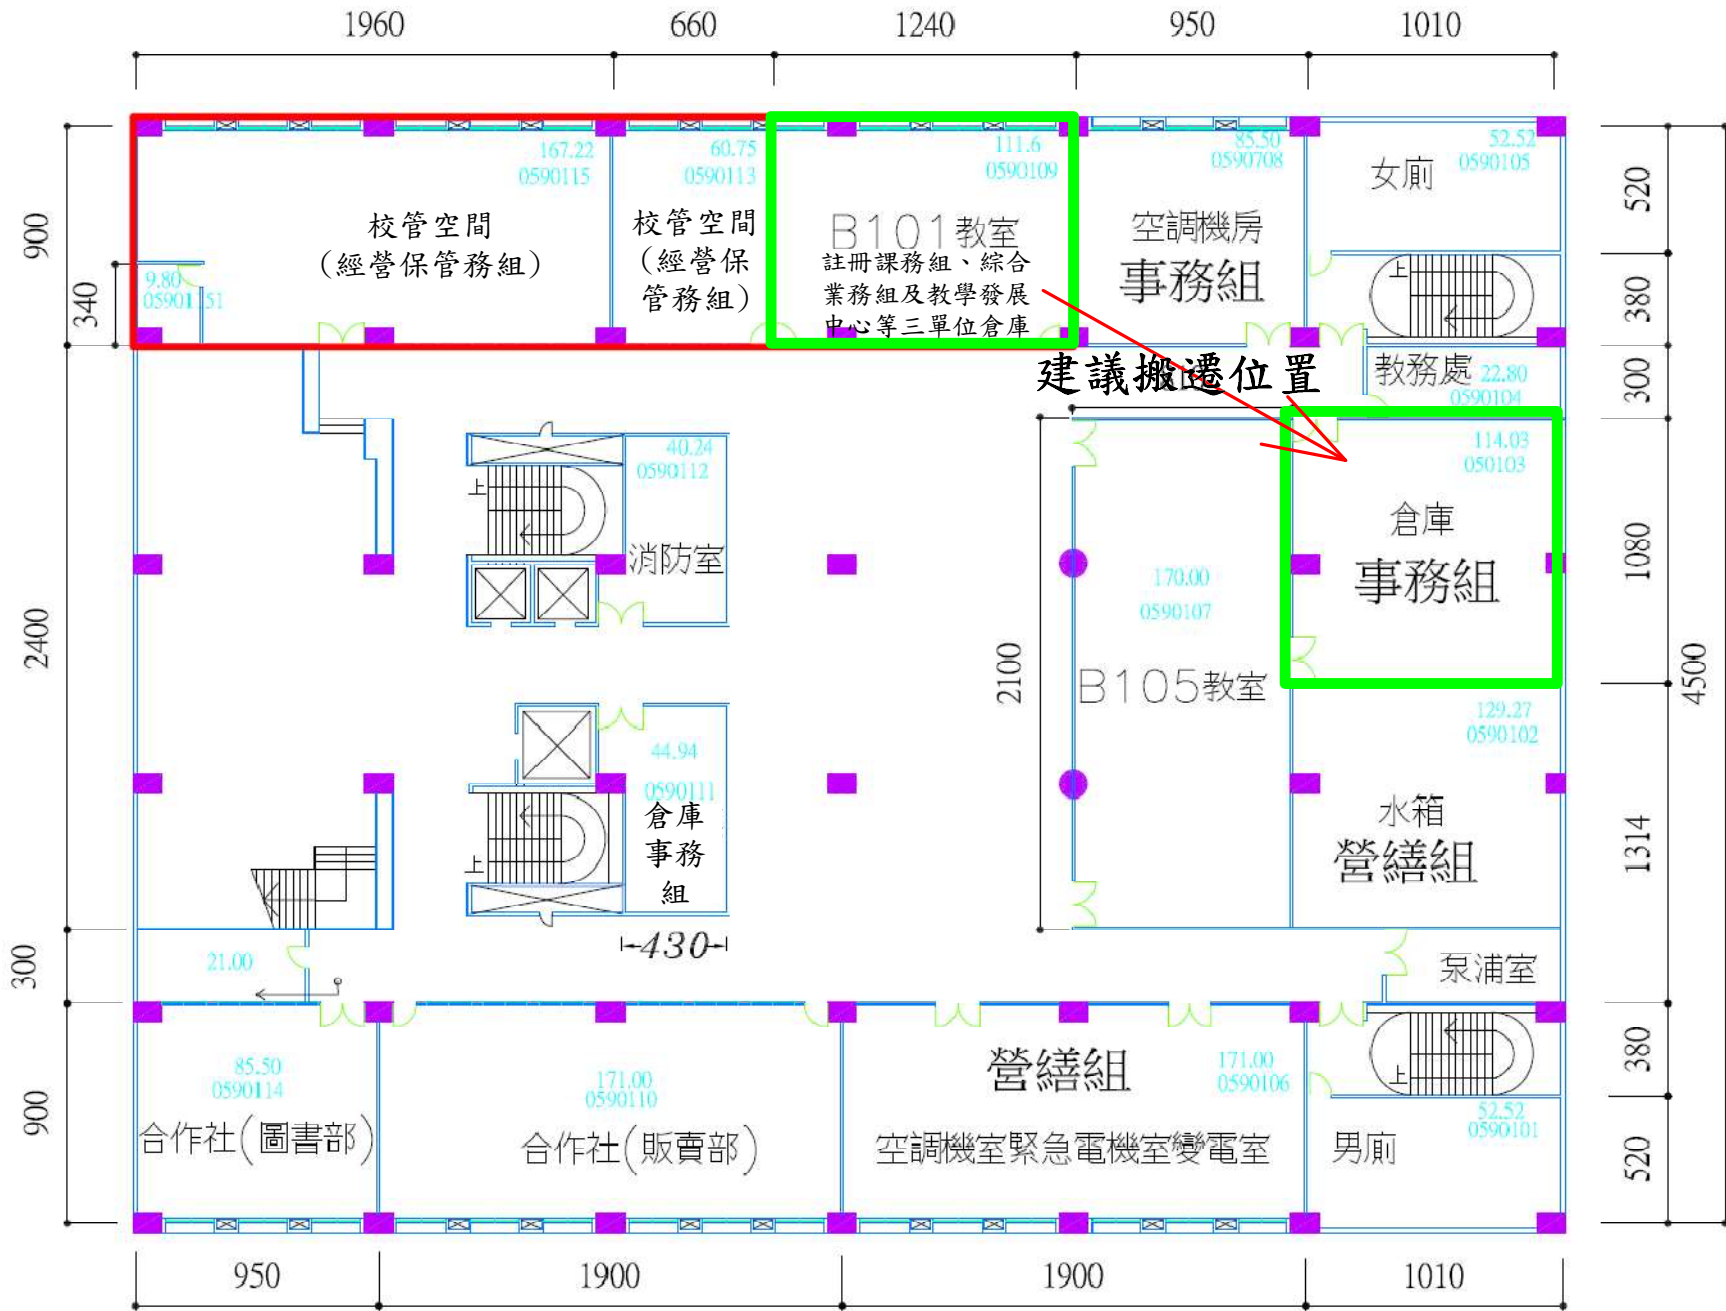 1960
660
1240
950
1010
900
340
2400
300
900
167.22
0590115
校管空間
(經營保管務組)
9.80
05901151
60.75
0590113
校管空間
(經營保
管務組)
111.6
0590109
B101教室
註冊課務組、綜合
業務組及教學發展
中心等三單位倉庫
85.50
0590708
空調機房
事務組
52.52
0590105
女廁
上
建議搬遷位置
教務處
22.80
0590104
40.24
0590112
上
消防室
114.03
050103
倉庫
事務組
170.00
0590107
B105教室
2100
129.27
0590102
水箱
營繕組
44.94
0590111
倉庫
事務
組
上
430
21.00
泵浦室
85.50
0590114
合作社(圖書部)
171.00
0590110
合作社(販賣部)
營繕組
171.00
0590106
空調機室緊急電機室變電室
上
52.52
0590101
男廁
520
380
300
1080
1314
380
520
4500
950
1900
1900
1010